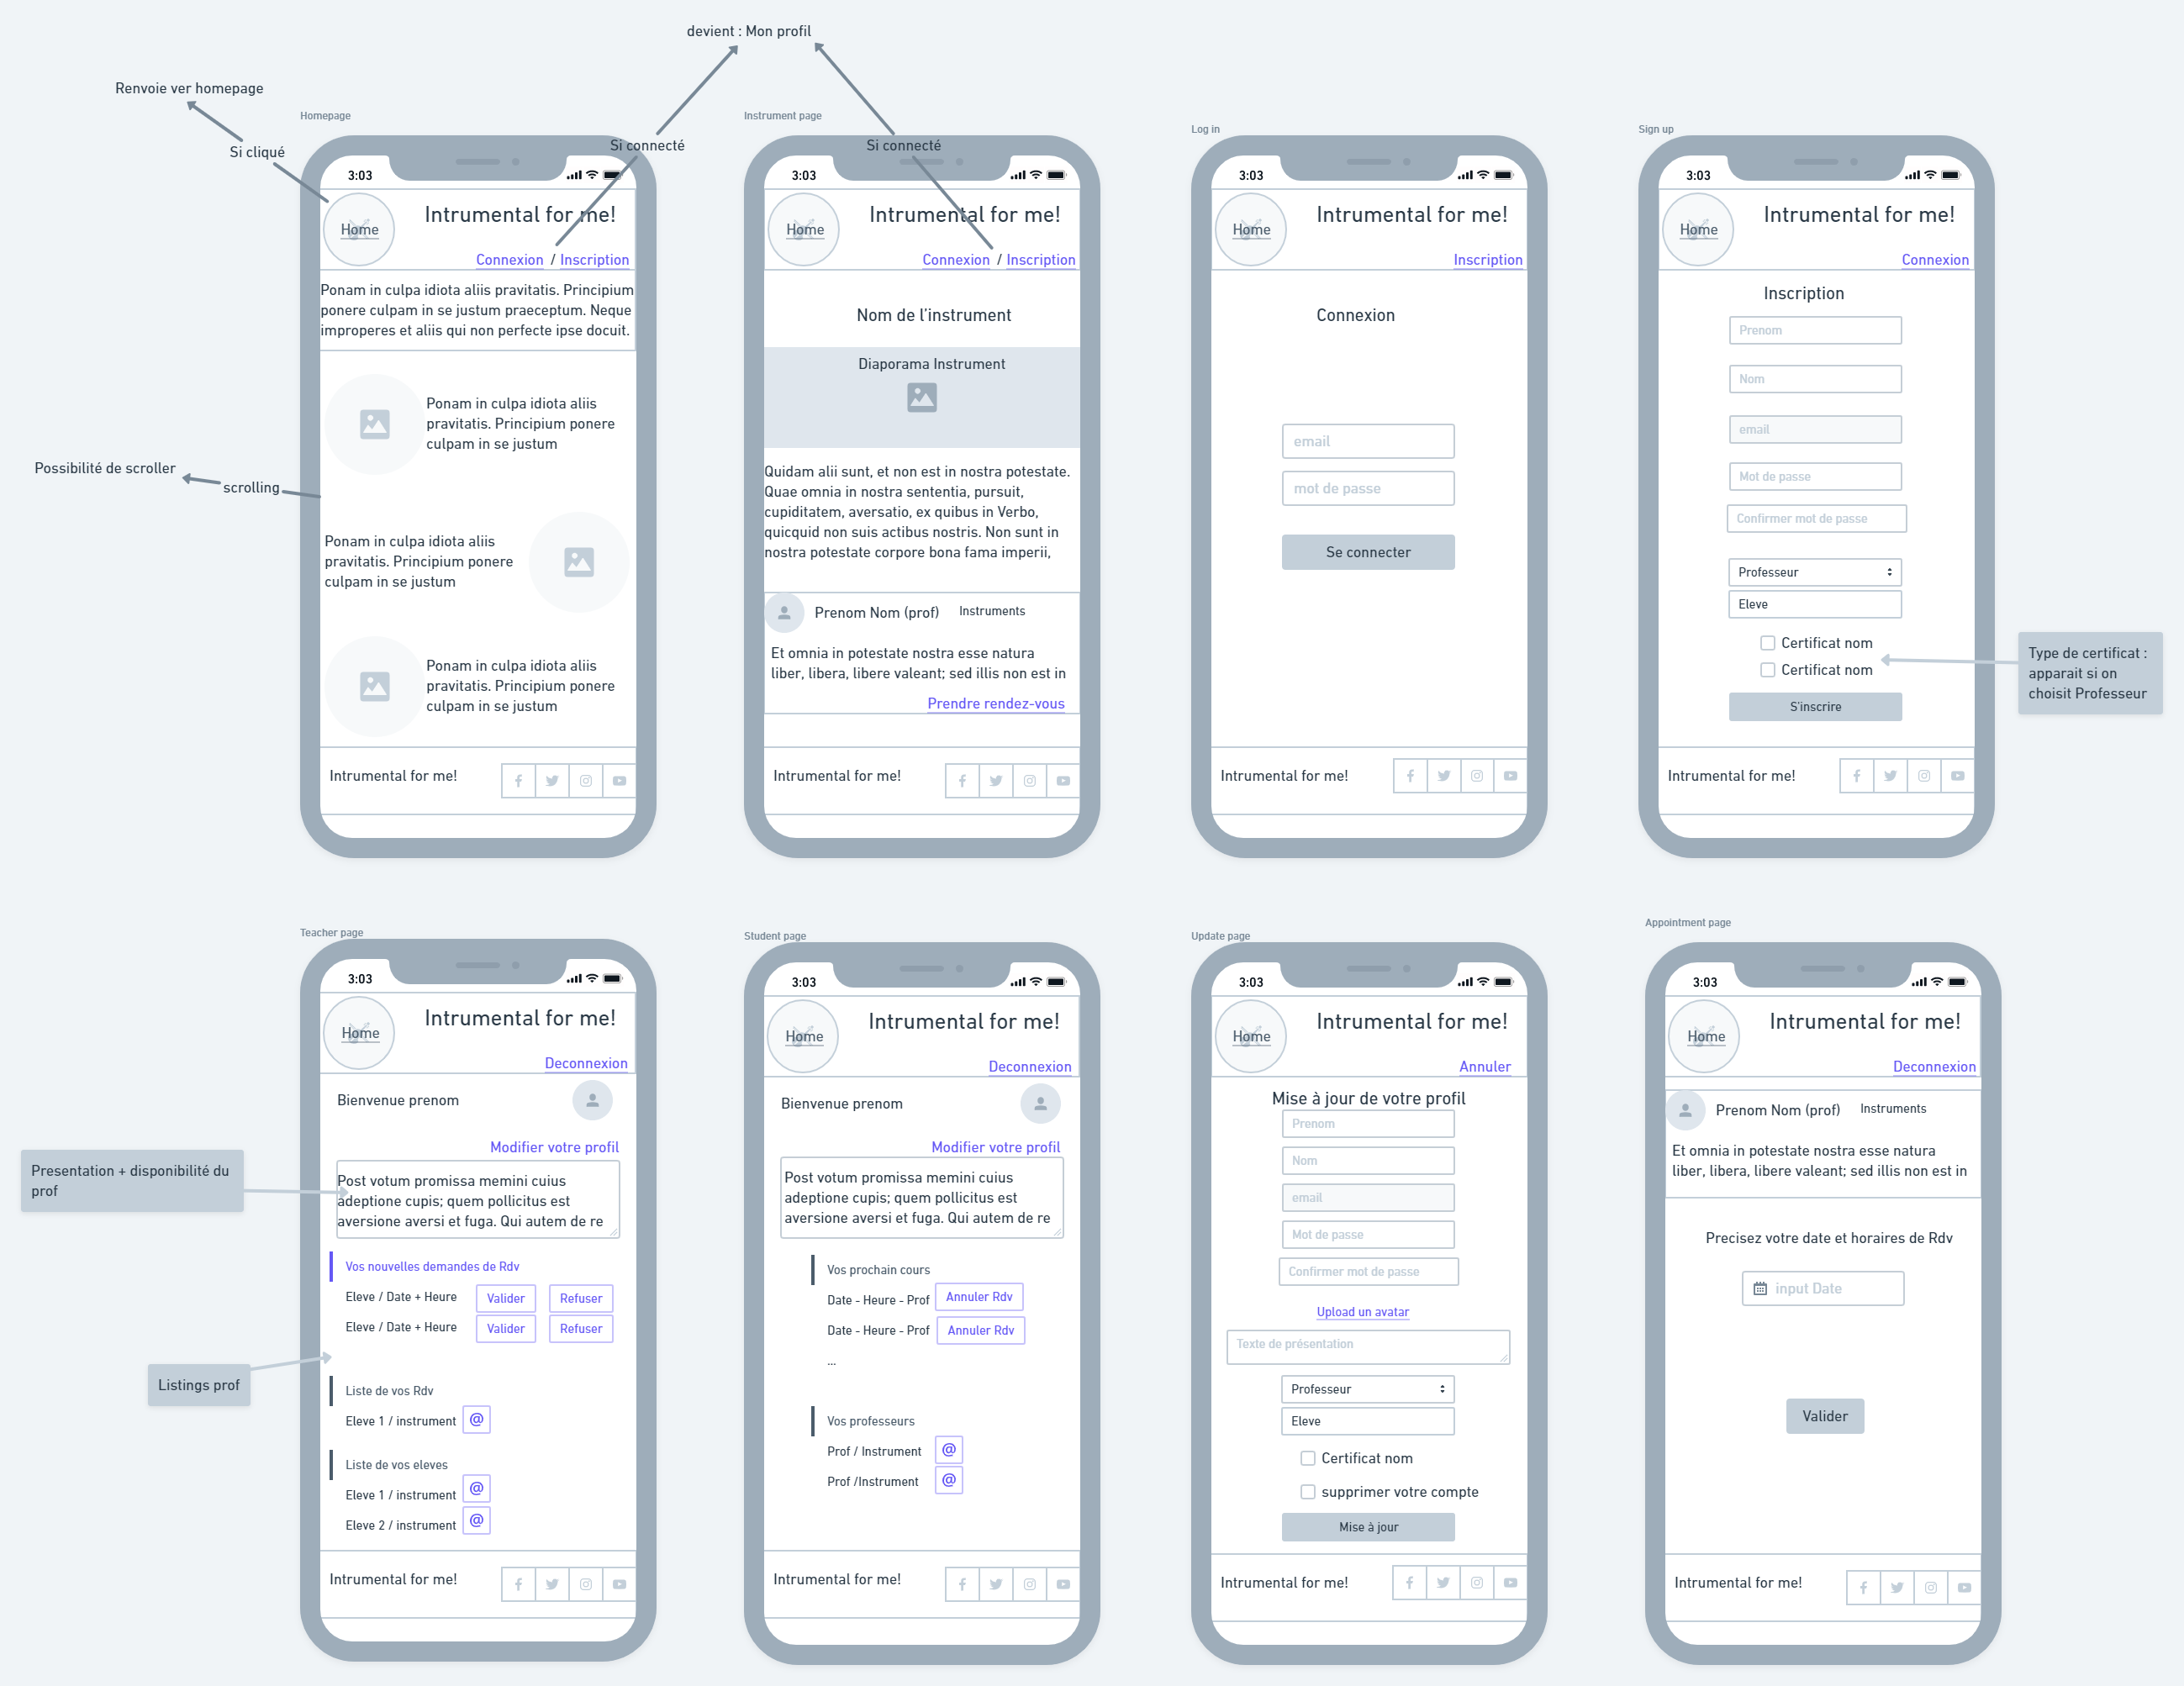 devient : Mon profil
Renvoie ver homepage
Si cliqué
Si connecté
Si connecté
Possibilité de scroller
scrolling
Homepage
3:03
Home
Intrumental for me!
Connexion / Inscription
Ponam in culpa idiota aliis pravitatis. Principium
ponere culpam in se justum praeceptum. Neque
improperes et aliis qui non perfecte ipse docuit.
Ponam in culpa idiota aliis
pravitatis. Principium ponere
culpam in se justum
Ponam in culpa idiota aliis
pravitatis. Principium ponere
culpam in se justum
Ponam in culpa idiota aliis
pravitatis. Principium ponere
culpam in se justum
Intrumental for me!
Instrument page
3:03
Home
Intrumental for me!
Connexion / Inscription
Nom de l'instrument
Diaporama Instrument
Quidam alii sunt, et non est in nostra potestate.
Quae omnia in nostra sententia, pursuit,
cupiditatem, aversatio, ex quibus in Verbo,
quicquid non suis actibus nostris. Non sunt in
nostra potestate corpore bona fama imperii,
Prenom Nom (prof) Instruments
Et omnia in potestate nostra esse natura
liber, libera, libere valeant; sed illis non est in
Prendre rendez-vous
Intrumental for me!
Log in
3:03
Home
Intrumental for me!
Inscription
Connexion
email
mot de passe
Se connecter
Intrumental for me!
Sign up
3:03
Home
Intrumental for me!
Connexion
Inscription
Prenom
Nom
email
Mot de passe
Confirmer mot de passe
Professeur
Eleve
Certificat nom
Certificat nom
S'inscrire
Intrumental for me!
Type de certificat :
apparait si on
choisit Professeur
Teacher page
3:03
Home
Intrumental for me!
Deconnexion
Bienvenue prenom
Modifier votre profil
Post votum promissa memini cuius
adeptione cupis; quem pollicitus est
aversione aversi et fuga. Qui autem de re
Vos nouvelles demandes de Rdv
Eleve / Date + Heure Valider Refuser
Eleve / Date + Heure Valider Refuser
Liste de vos Rdv
Eleve 1 / instrument @
Liste de vos eleves
Eleve 1 / instrument @
Eleve 2 / instrument @
Intrumental for me!
Presentation + disponibilité du
prof
Listings prof
Student page
3:03
Home
Intrumental for me!
Deconnexion
Bienvenue prenom
Modifier votre profil
Post votum promissa memini cuius
adeptione cupis; quem pollicitus est
aversione aversi et fuga. Qui autem de re
Vos prochain cours
Date - Heure - Prof Annuler Rdv
Date - Heure - Prof Annuler Rdv
...
Vos professeurs
Prof / Instrument @
Prof /Instrument @
Intrumental for me!
Update page
3:03
Home
Intrumental for me!
Annuler
Mise à jour de votre profil
Prenom
Nom
email
Mot de passe
Confirmer mot de passe
Upload un avatar
Texte de présentation
Professeur
Eleve
Certificat nom
supprimer votre compte
Mise à jour
Intrumental for me!
Appointment page
3:03
Home
Intrumental for me!
Deconnexion
Prenom Nom (prof) Instruments
Et omnia in potestate nostra esse natura
liber, libera, libere valeant; sed illis non est in
Precisez votre date et horaires de Rdv
input Date
Valider
Intrumental for me!